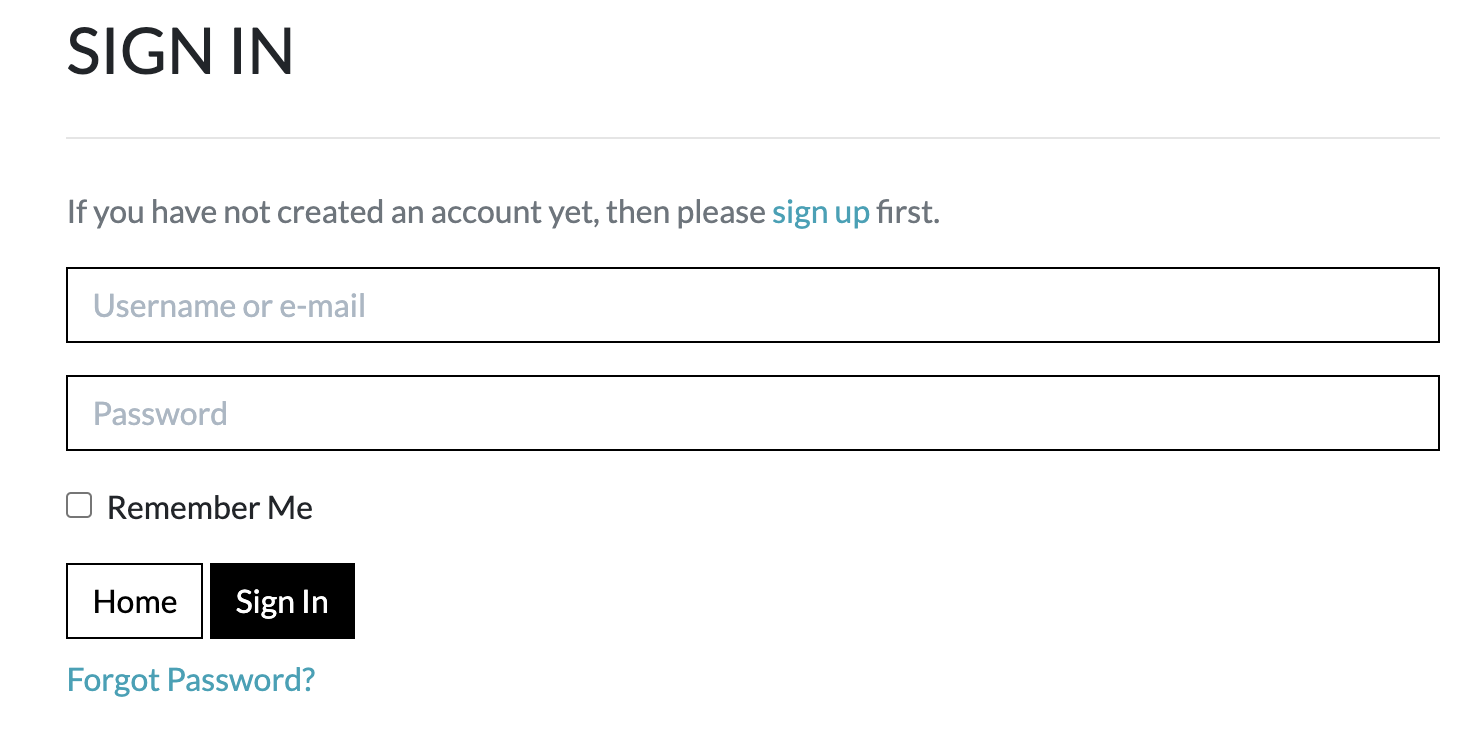 SIGN IN
If you have not created an account yet, then please sign up first.
Username or e-mail
Password
Remember Me
Home Sign In
Forgot Password?